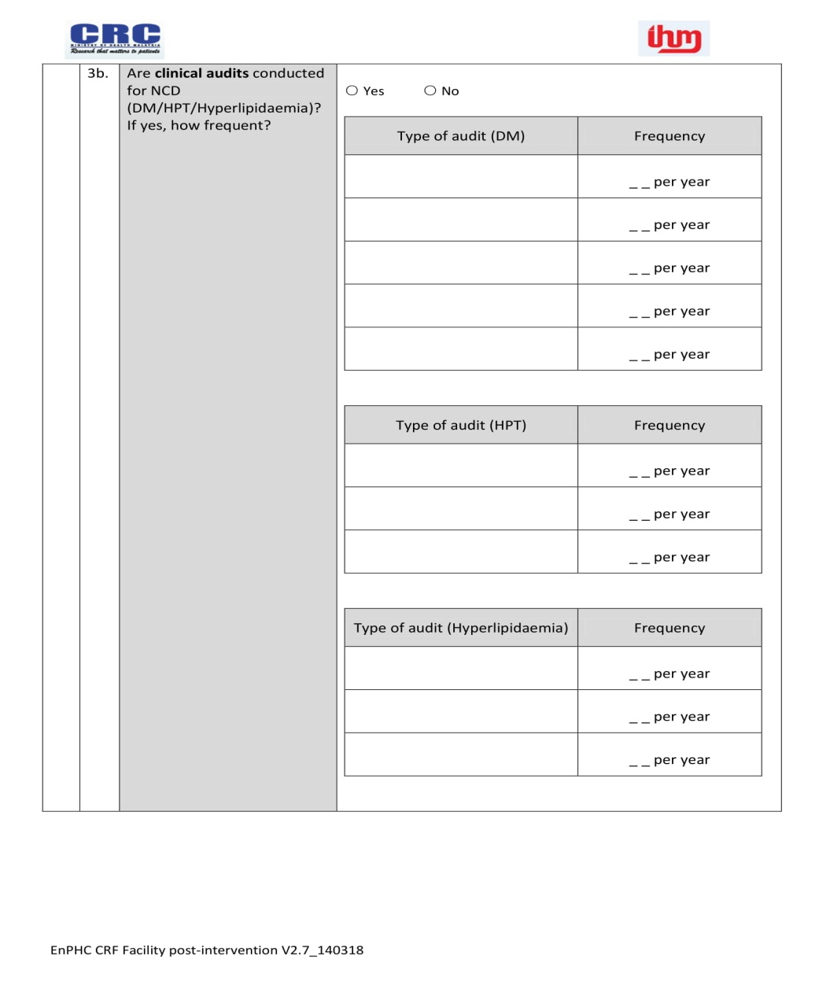 CRC
MINISTRY OF HEALTH MALAYSIA
Research that matters to patients
ihm
3b. Are clinical audits conducted
for NCD
(DM/HPT/Hyperlipidaemia)?
If yes, how frequent?
Yes No
Type of audit (DM) Frequency
_ _ per year
_ _ per year
_ _ per year
_ _ per year
_ _ per year
Type of audit (HPT) Frequency
_ _ per year
_ _ per year
_ _ per year
Type of audit (Hyperlipidaemia) Frequency
_ _ per year
_ _ per year
_ _ per year
EnPHC CRF Facility post-intervention V2.7_140318